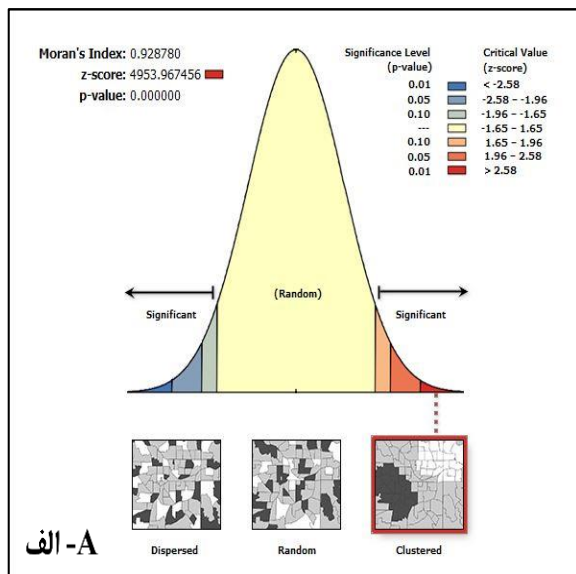 Moran's Index: 0.928780
z-score: 4953.967456
p-value: 0.000000
Significance Level
(p-value)
Critical Value
(z-score)
0.01 < -2.58
0.05 -2.58 – -1.96
0.10 -1.96 – -1.65
--- -1.65 – 1.65
0.10 1.65 – 1.96
0.05 1.96 – 2.58
0.01 > 2.58
Significant
(Random)
Significant
Dispersed
Random
Clustered
A- الف